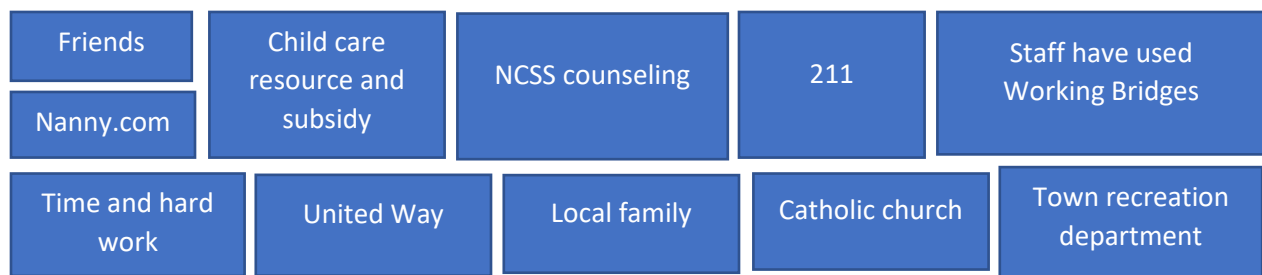 Friends
Nanny.com
Child care
resource and
subsidy
NCSS counseling
211
Staff have used
Working Bridges
Time and hard
work
United Way
Local family
Catholic church
Town recreation
department